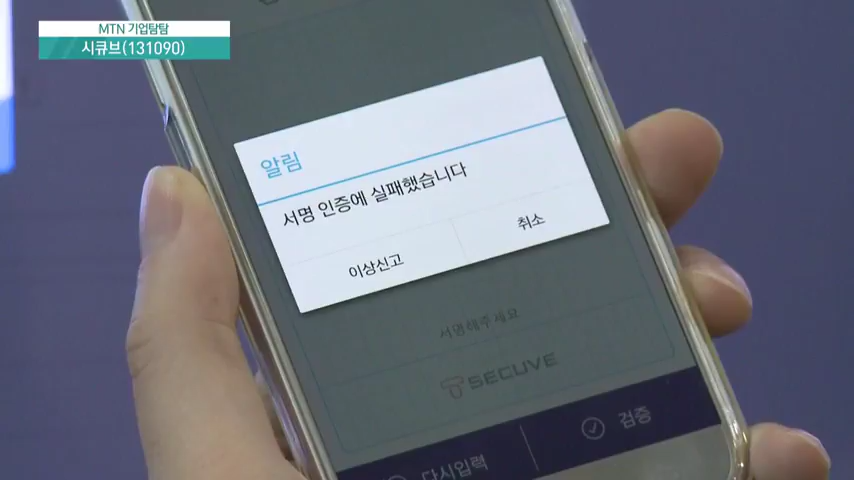 MTN 기업탐탐
시큐브(131090)
알림
서명 인증에 실패했습니다
이상신고
취소
서명해주세요
SECUVE
다시입력
검증